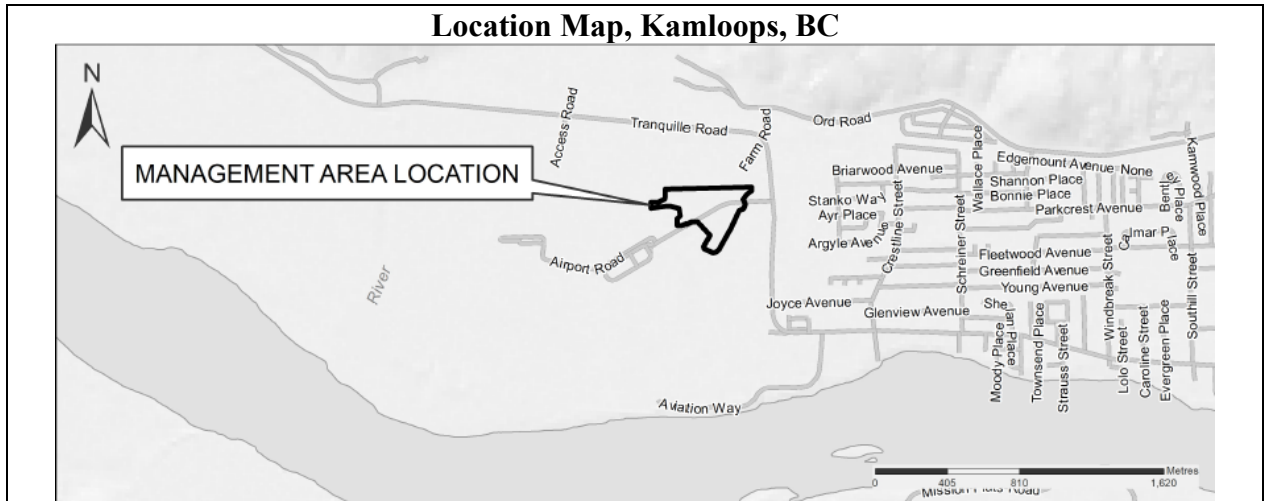 Location Map, Kamloops, BC
N
MANAGEMENT AREA LOCATION
Access Road
Tranquille Road
Farm Road
Ord Road
Briarwood Avenue
Stanko Way
Ayr Place
Argyle Avenue
Crestline Street
Schreiner Street
Wallace Place
Edgemount Avenue None
Shannon Place
Bonnie Place
Parkcrest Avenue
Bentley Place
Kamwood Place
Calmar Place
Fleetwood Avenue
Greenfield Avenue
Young Avenue
Windbreak Street
Southill Street
Airport Road
River
Joyce Avenue
Glenview Avenue
Shelan Place
Moody Place
Townsend Place
Strauss Street
Lolo Street
Caroline Street
Evergreen Place
Aviation Way
Metres
0 405 810 1,620
Mission Flats Road